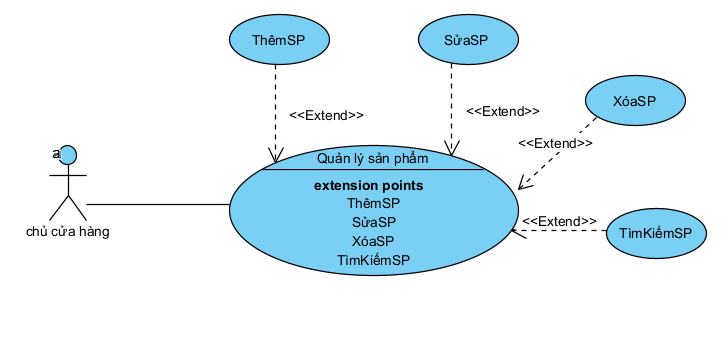 ThêmSP
SửaSP
XóaSP
<<Extend>>
<<Extend>>
<<Extend>>
a
Quản lý sản phẩm
extension points
ThêmSP
SửaSP
XóaSP
TìmKiếmSP
<<Extend>>
TìmKiếmSP
chủ cửa hàng